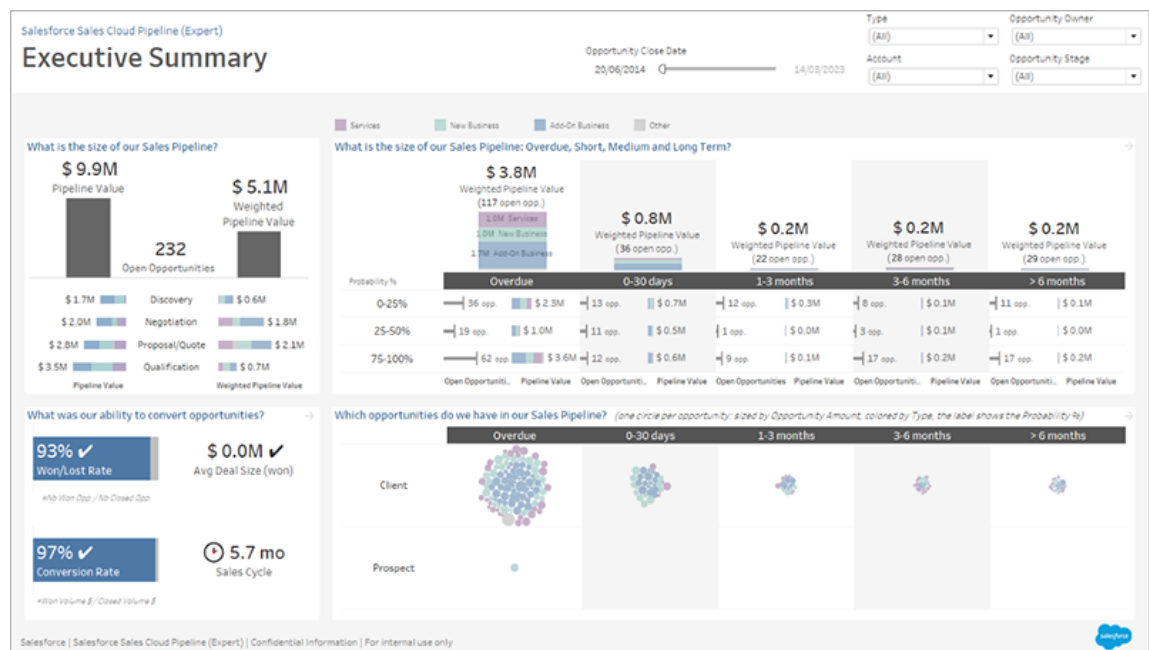 Salesforce Sales Cloud Pipeline (Expert)
Executive Summary
Opportunity Close Date
20/06/2014 14/03/2023
Type
(All)
Opportunity Owner
(All)
Account
(All)
Opportunity Stage
(All)
Services New Business Add-On Business Other
What is the size of our Sales Pipeline?
$ 9.9M
Pipeline Value
232
Open Opportunities
$ 5.1M
Weighted
Pipeline Value
$ 1.7M Discovery $ 0.6M
$ 2.0M Negotiation $ 1.8M
$ 2.8M Proposal/Quote $ 2.1M
$ 3.5M Qualification $ 0.7M
Pipeline Value Weighted Pipeline Value
What is the size of our Sales Pipeline: Overdue, Short, Medium and Long Term?
$ 3.8M
Weighted Pipeline Value
(117 open opp.)
1.0M Services
1.0M New Business
1.7M Add-On Business
$ 0.8M
Weighted Pipeline Value
(36 open opp.)
$ 0.2M
Weighted Pipeline Value
(22 open opp.)
$ 0.2M
Weighted Pipeline Value
(28 open opp.)
$ 0.2M
Weighted Pipeline Value
(29 open opp.)
Probability % Overdue 0-30 days 1-3 months 3-6 months > 6 months
0-25% 36 opp. $ 2.3M 13 opp. $ 0.7M 12 opp. $ 0.3M 8 opp. $ 0.1M 11 opp. $ 0.1M
25-50% 19 opp. $ 1.0M 11 opp. $ 0.5M 1 opp. $ 0.0M 3 opp. $ 0.1M 1 opp. $ 0.0M
75-100% 62 opp $ 3.6M 12 opp. $ 0.6M 9 opp. $ 0.1M 17 opp. $ 0.2M 17 opp. $ 0.2M
Open Opportuniti.. Pipeline Value Open Opportuniti.. Pipeline Value Open Opportunities Pipeline Value Open Opportuniti.. Pipeline Value Open Opportuniti.. Pipeline Value
What was our ability to convert opportunities?
93% ✔
Won/Lost Rate
$ 0.0M ✔
Avg Deal Size (won)
=Nb Won Opp. / Nb Closed Opp.
97% ✔
Conversion Rate
5.7 mo
Sales Cycle
=Won Volume $ / Closed Volume $
Which opportunities do we have in our Sales Pipeline? (one circle per opportunity: sized by Opportunity Amount, colored by Type, the label shows the Probability %)
Overdue 0-30 days 1-3 months 3-6 months > 6 months
Client
Prospect
Salesforce | Salesforce Sales Cloud Pipeline (Expert) | Confidential Information | For internal use only
salesforce